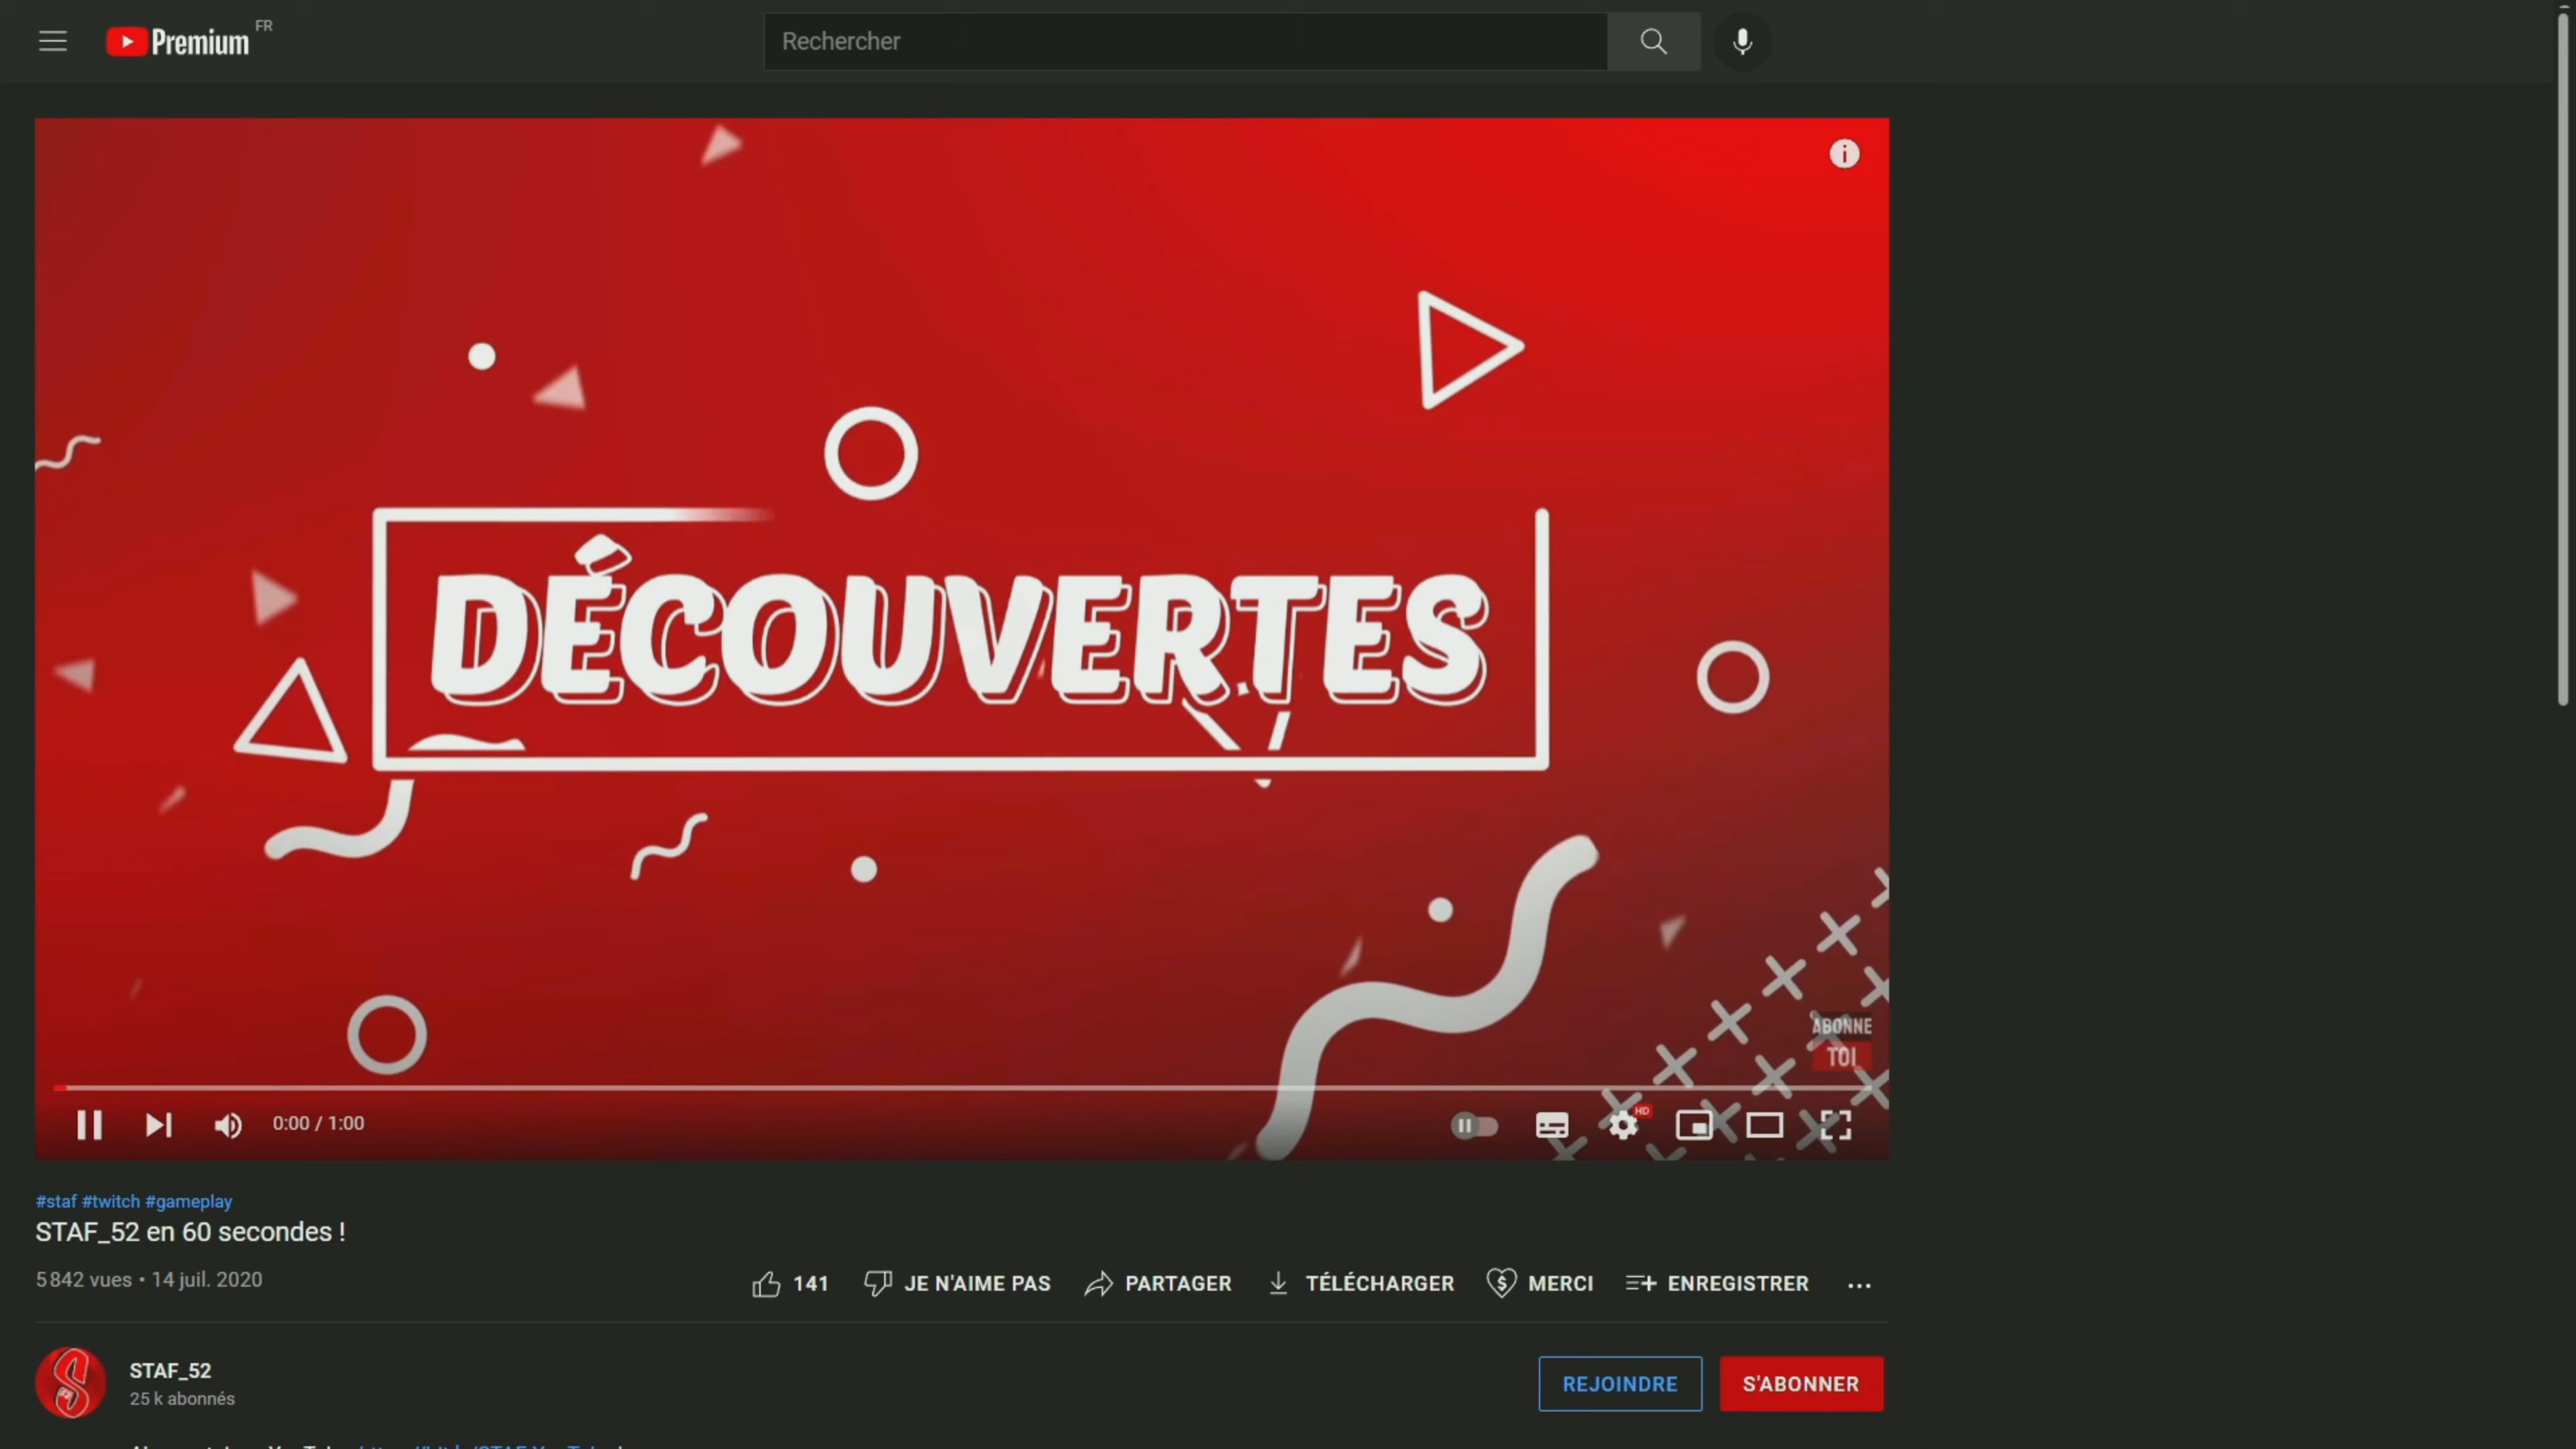 Premium FR
Rechercher
DÉCOUVERTES
ABONNE
TOI
0:00 / 1:00
HD
#staf #twitch #gameplay
STAF_52 en 60 secondes !
5 842 vues • 14 juil. 2020
141 JE N'AIME PAS PARTAGER TÉLÉCHARGER MERCI ENREGISTRER ...
STAF_52
25 k abonnés
REJOINDRE S'ABONNER